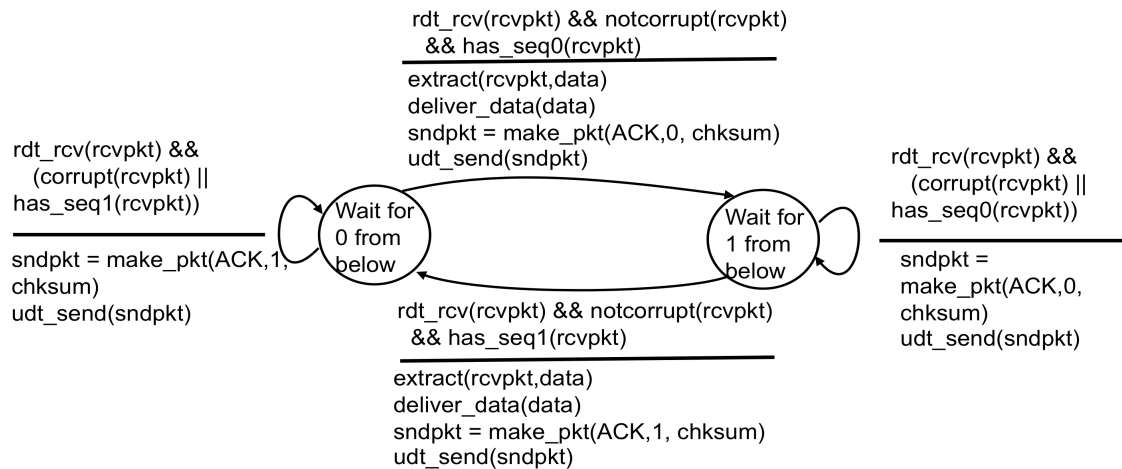 rdt_rcv(rcvpkt) && notcorrupt(rcvpkt)
&& has_seq0(rcvpkt)
extract(rcvpkt,data)
deliver_data(data)
sndpkt = make_pkt(ACK,0, chksum)
udt_send(sndpkt)
rdt_rcv(rcvpkt) &&
(corrupt(rcvpkt) ||
has_seq1(rcvpkt))
sndpkt = make_pkt(ACK,1,
chksum)
udt_send(sndpkt)
Wait for
0 from
below
Wait for
1 from
below
rdt_rcv(rcvpkt) &&
(corrupt(rcvpkt) ||
has_seq0(rcvpkt))
sndpkt =
make_pkt(ACK,0,
chksum)
udt_send(sndpkt)
rdt_rcv(rcvpkt) && notcorrupt(rcvpkt)
&& has_seq1(rcvpkt)
extract(rcvpkt,data)
deliver_data(data)
sndpkt = make_pkt(ACK,1, chksum)
udt_send(sndpkt)